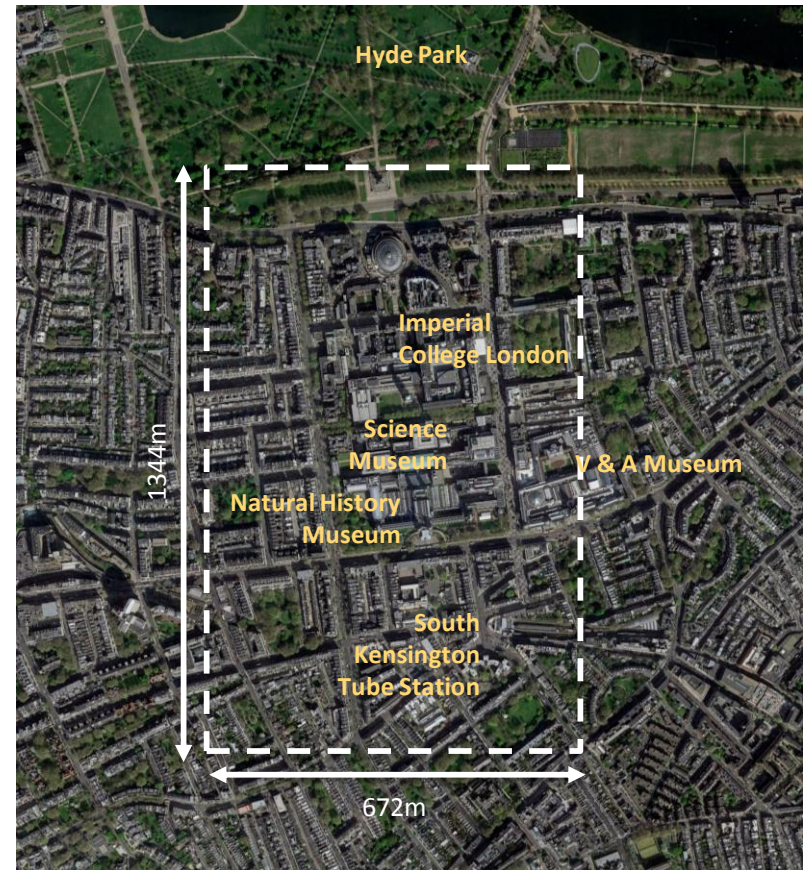 Hyde Park
Imperial
College London
Science
Museum
V & A Museum
Natural History
Museum
1344m
South
Kensington
Tube Station
672m